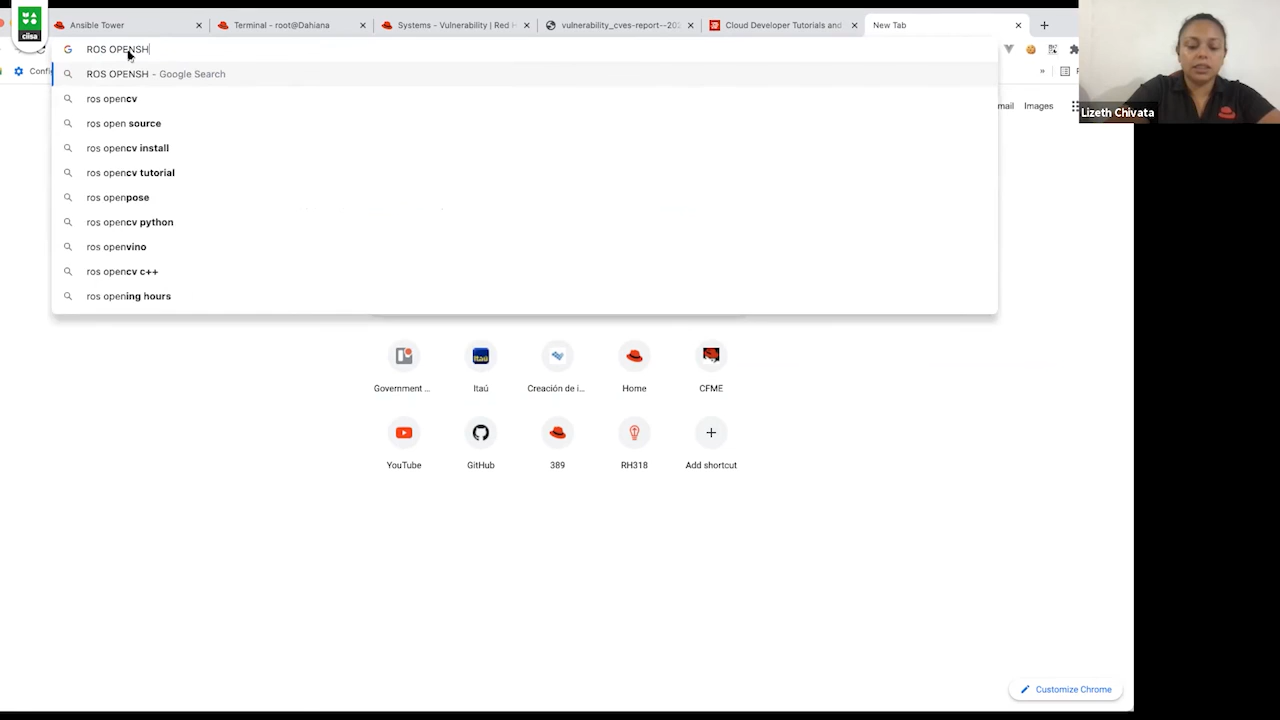 clisa
Ansible Tower
Terminal - root@Dahiana
Systems - Vulnerability | Red H
vulnerability_cves-report--202
Cloud Developer Tutorials and
New Tab
ROS OPENSH
Confi
ROS OPENSH - Google Search
ros opencv
ros open source
ros opencv install
ros opencv tutorial
ros openpose
ros opencv python
ros openvino
ros opencv c++
ros opening hours
mail
Images
Lizeth Chivata
Government ...
Itaú
Creación de i...
Home
CFME
YouTube
GitHub
389
RH318
Add shortcut
Customize Chrome